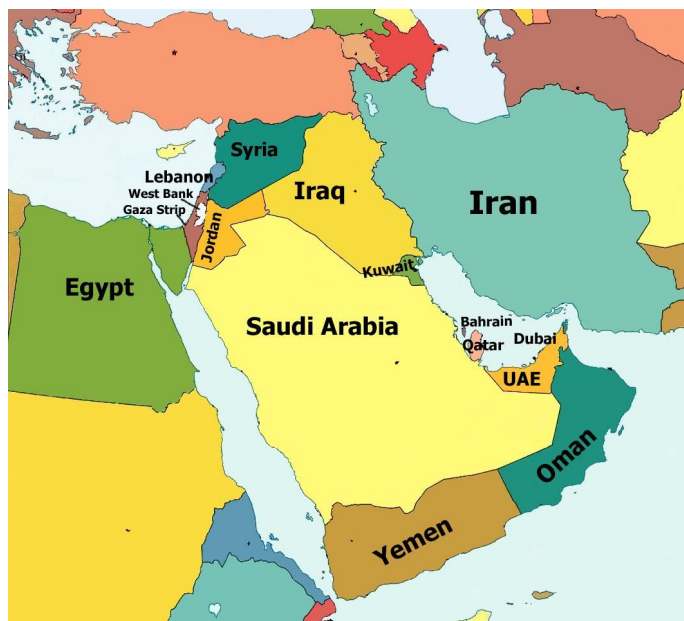 Syria
Lebanon
West Bank
Gaza Strip
Jordan
Iraq
Iran
Egypt
Kuwait
Saudi Arabia
Bahrain
Qatar
Dubai
UAE
Oman
Yemen